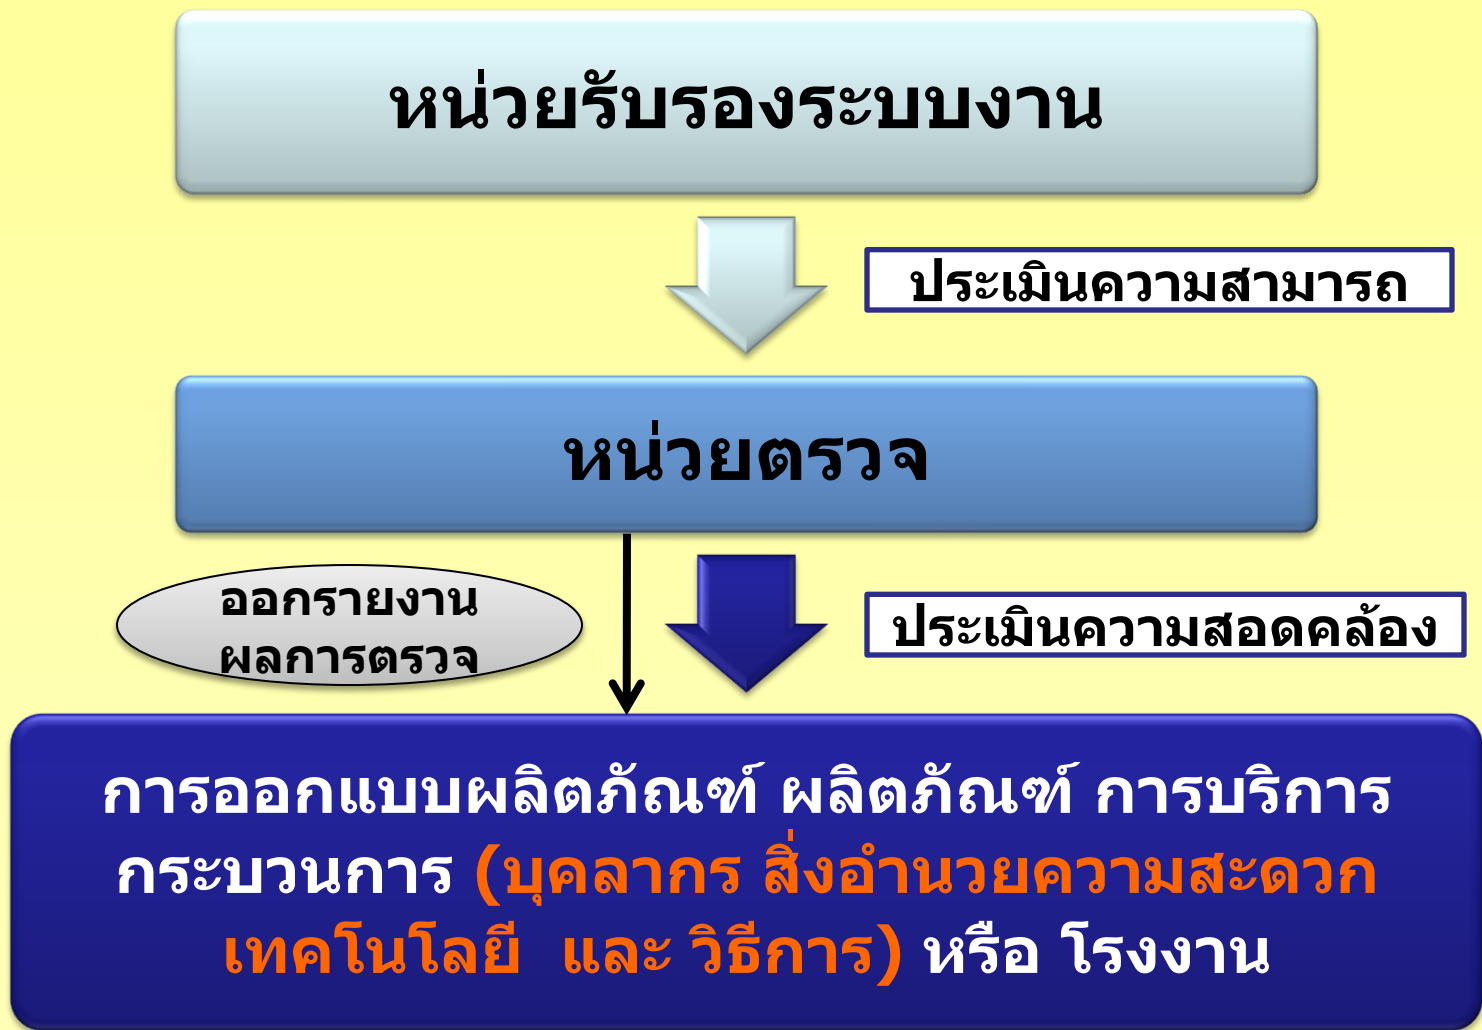 หน่วยรับรองระบบงาน
ประเมินความสามารถ
หน่วยตรวจ
ออกรายงาน
ผลการตรวจ
ประเมินความสอดคล้อง
การออกแบบผลิตภัณฑ์ ผลิตภัณฑ์ การบริการ
กระบวนการ (บุคลากร สิ่งอำนวยความสะดวก
เทคโนโลยี และ วิธีการ) หรือ โรงงาน